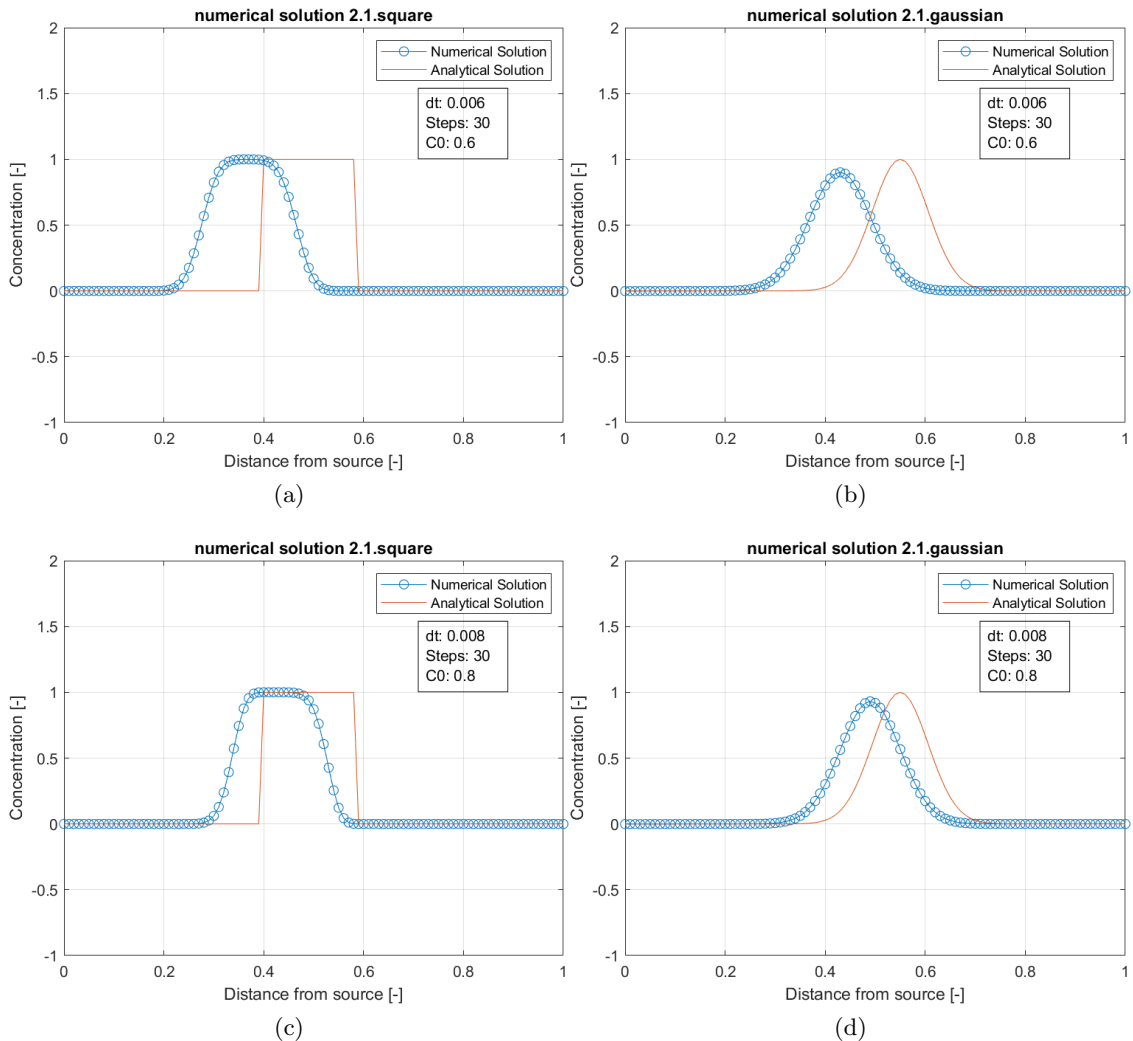 numerical solution 2.1.square
2
1.5
1
0.5
0
-0.5
-1
Concentration [-]
Numerical Solution
Analytical Solution
dt: 0.006
Steps: 30
C0: 0.6
0 0.2 0.4 0.6 0.8 1
Distance from source [-]
(a)
numerical solution 2.1.gaussian
2
1.5
1
0.5
0
-0.5
-1
Concentration [-]
Numerical Solution
Analytical Solution
dt: 0.006
Steps: 30
C0: 0.6
0 0.2 0.4 0.6 0.8 1
Distance from source [-]
(b)
numerical solution 2.1.square
2
1.5
1
0.5
0
-0.5
-1
Concentration [-]
Numerical Solution
Analytical Solution
dt: 0.008
Steps: 30
C0: 0.8
0 0.2 0.4 0.6 0.8 1
Distance from source [-]
(c)
numerical solution 2.1.gaussian
2
1.5
1
0.5
0
-0.5
-1
Concentration [-]
Numerical Solution
Analytical Solution
dt: 0.008
Steps: 30
C0: 0.8
0 0.2 0.4 0.6 0.8 1
Distance from source [-]
(d)